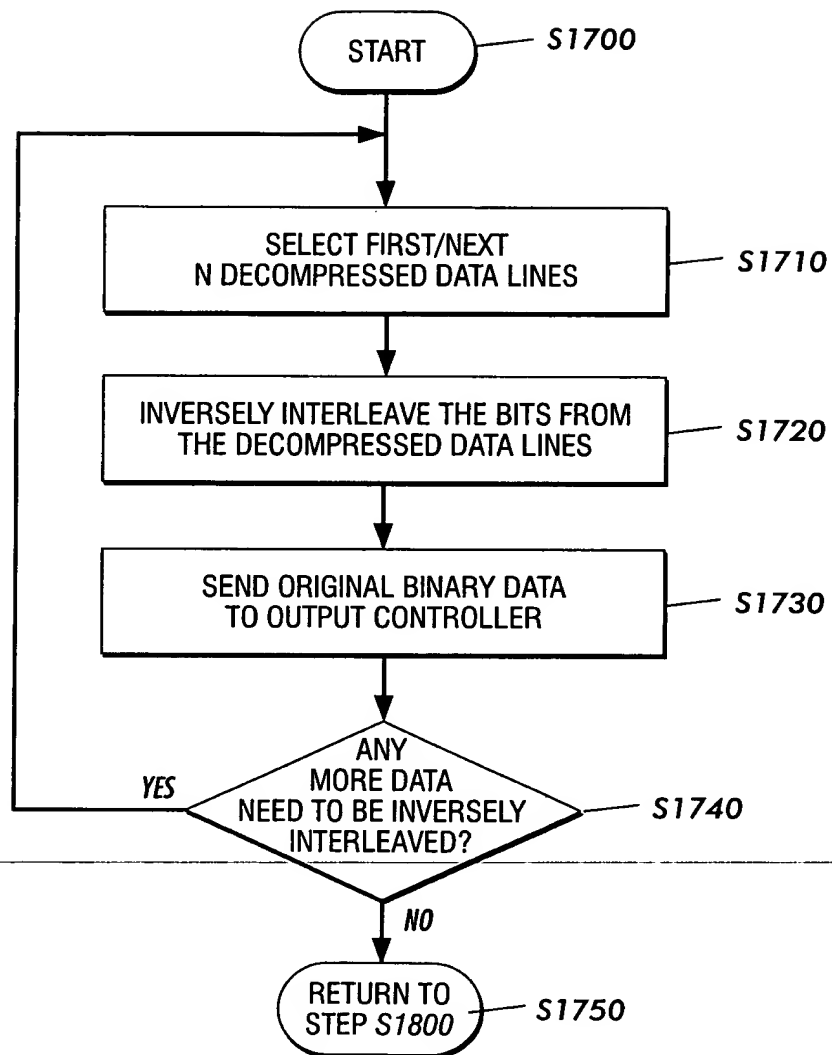 START
S1700
SELECT FIRST/NEXT
N DECOMPRESSED DATA LINES
S1710
INVERSELY INTERLEAVE THE BITS FROM
THE DECOMPRESSED DATA LINES
S1720
SEND ORIGINAL BINARY DATA
TO OUTPUT CONTROLLER
S1730
ANY
MORE DATA
NEED TO BE INVERSELY
INTERLEAVED?
YES
S1740
NO
RETURN TO
STEP S1800
S1750